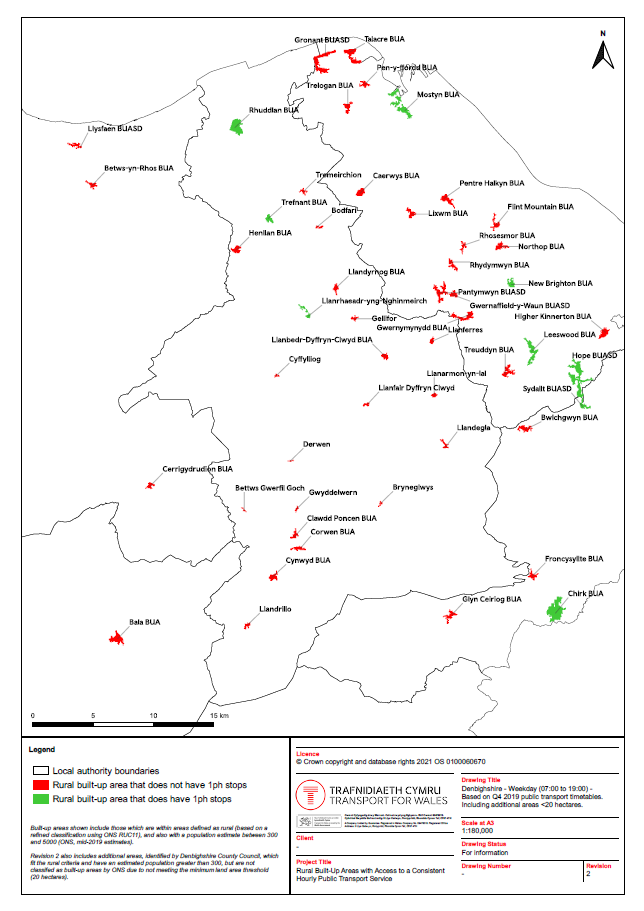 N
Gronant BUASD
Talacre BUA
Pen-y-ffordd BUA
Trelogan BUA
Mostyn BUA
Rhuddlan BUA
Llysfaen BUASD
Betws-yn-Rhos BUA
Tremeirchion
Caerwys BUA
Pentre Halkyn BUA
Trefnant BUA
Bodfari
Lixwm BUA
Flint Mountain BUA
Henllan BUA
Rhosesmor BUA
Northop BUA
Rhydymwyn BUA
Llandyrnog BUA
New Brighton BUA
Pantymwyn BUASD
Llanrhaeadr-yng-Nghinmeirch
Gwernaffield-y-Waun BUASD
Gellifor
Higher Kinnerton BUA
Gwernymynydd BUA
Llanferres
Leeswood BUA
Llanbedr-Dyffryn-Clwyd BUA
Treuddyn BUA
Hope BUASD
Cyffylliog
Llanarmon-yn-Ial
Llanfair Dyffryn Clwyd
Sydallt BUASD
Bwichgwyn BUA
Llandegla
Derwen
Cerrigydrudion BUA
Bettws Gwerfil Goch
Gwyddelwern
Bryneglwys
Clawdd Poncen BUA
Corwen BUA
Cynwyd BUA
Froncysyllte BUA
Chirk BUA
Llandrillo
Glyn Ceiriog BUA
Bala BUA
0 5 10 15 km
Legend
Local authority boundaries
Rural built-up area that does not have 1ph stops
Rural built-up area that does have 1ph stops
Built-up areas shown include those which are within areas defined as rural (based on a
refined classification using ONS RUC11), and also with a population estimate between 300
and 5000 (ONS, mid-2019 estimates).
Revision 2 also includes additional areas, identified by Denbighshire County Council, which
fit the rural criteria and have an estimated population greater than 300, but are not
classified as built-up areas by ONS due to not meeting the minimum land area threshold
(20 hectares).
Licence
© Crown copyright and database rights 2021 OS 0100060670
TRAFNIDIAETH CYMRU
TRANSPORT FOR WALES
Client
-
Project Title
Rural Built-Up Areas with Access to a Consistent
Hourly Public Transport Service
Drawing Title
Denbighshire - Weekday (07:00 to 19:00) -
Based on Q4 2019 public transport timetables.
Including additional areas <20 hectares.
Scale at A3
1:180,000
Drawing Status
For information
Drawing Number
-
Revision
2